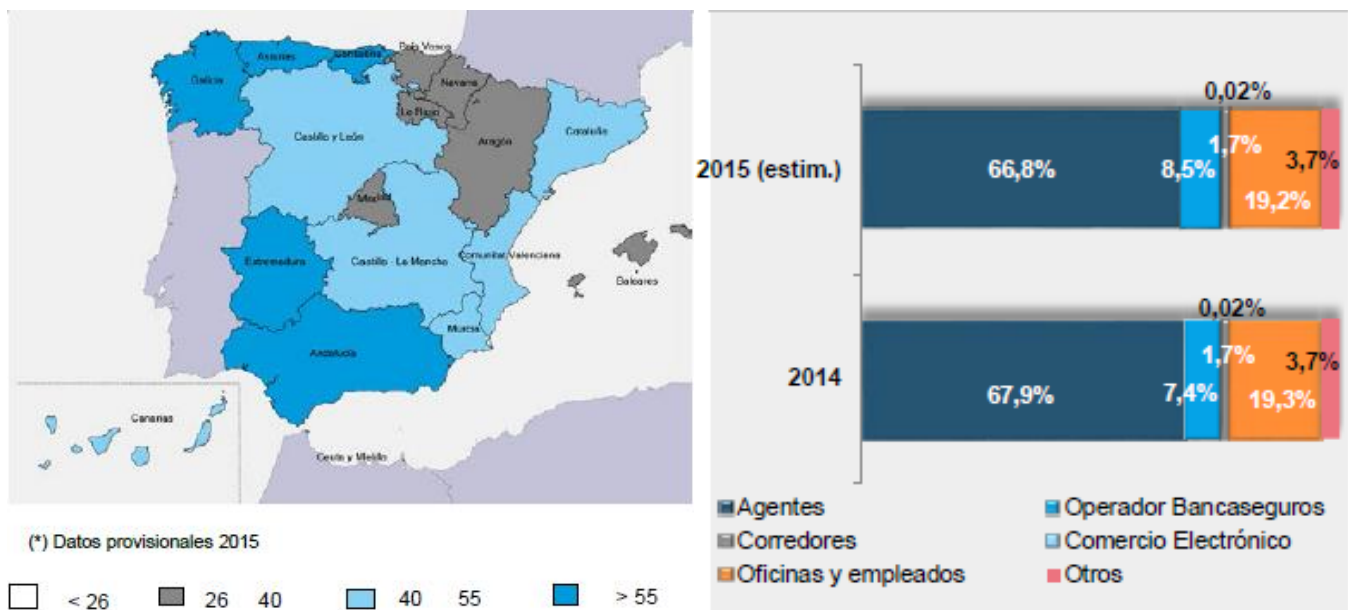 País Vasco
Asturias
Cantabria
Galicia
Navarra
La Rioja
Castilla y León
Cataluña
Aragón
Madrid
Extremadura
Castilla - La Mancha
Comunitat Valenciana
Baleares
Murcia
Andalucía
Canarias
Ceuta y Melilla
(*) Datos provisionales 2015
< 26
26 40
40 55
> 55
0,02%
2015 (estim.)
66,8%
8,5%
1,7%
19,2%
3,7%
0,02%
2014
67,9%
7,4%
1,7%
19,3%
3,7%
Agentes
Operador Bancaseguros
Corredores
Comercio Electrónico
Oficinas y empleados
Otros